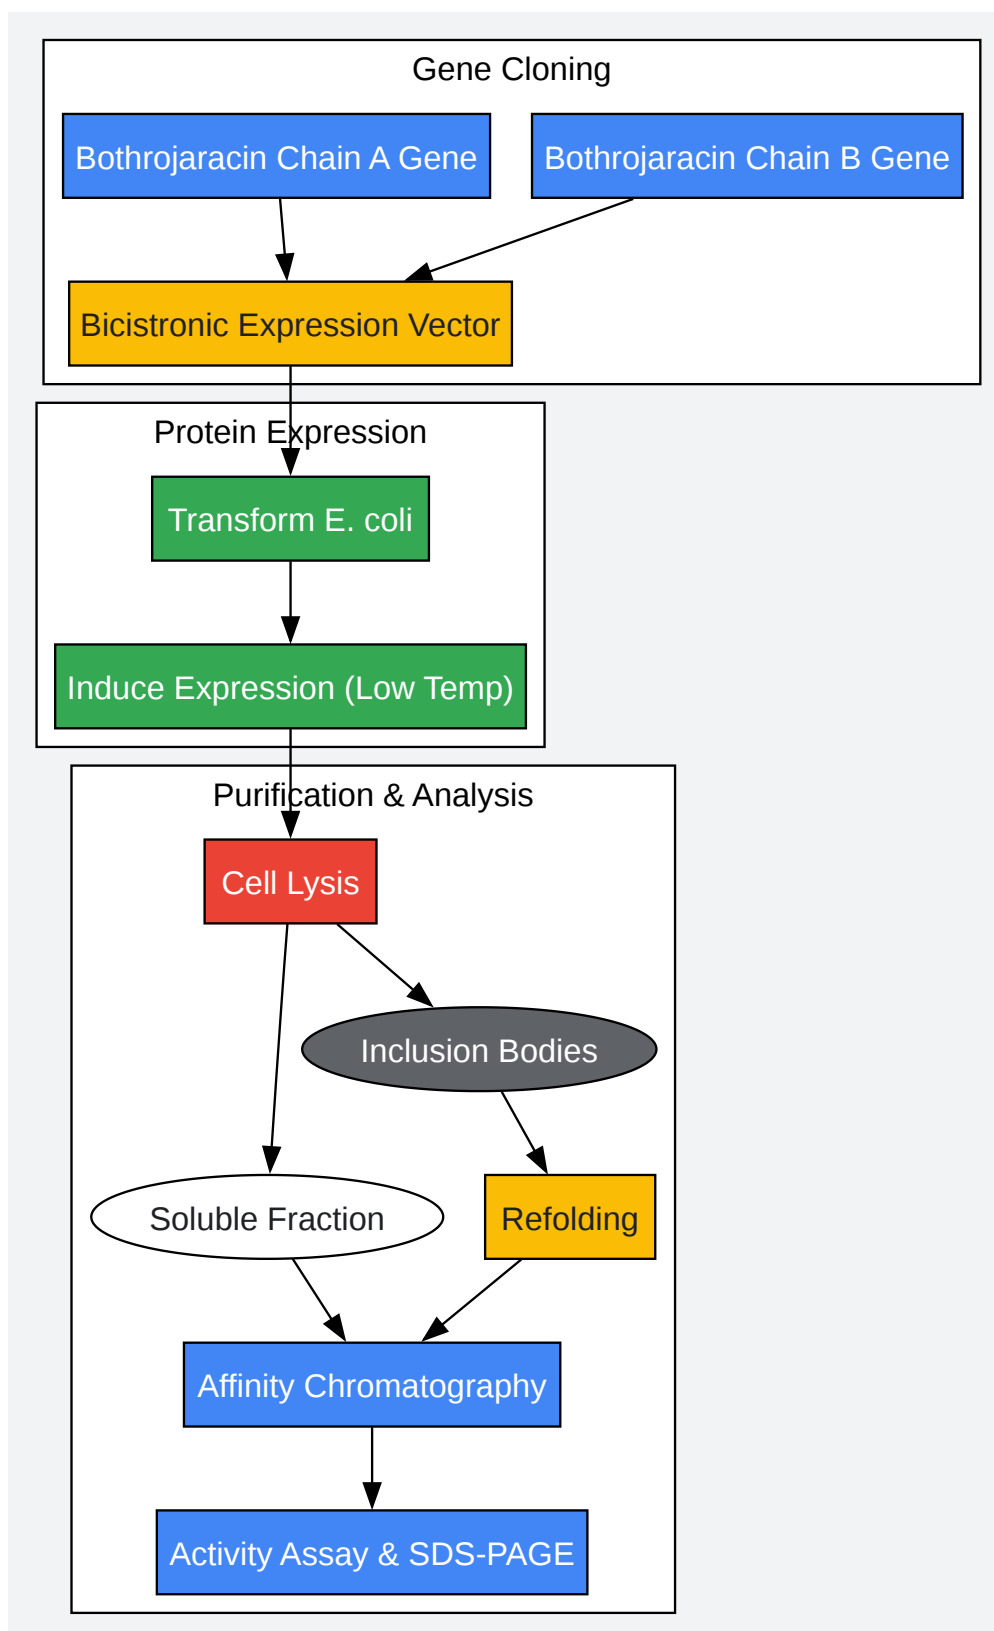 Gene Cloning
Bothrojaracin Chain A Gene
Bothrojaracin Chain B Gene
Bicistronic Expression Vector
Protein Expression
Transform E. coli
Induce Expression (Low Temp)
Purification & Analysis
Cell Lysis
Inclusion Bodies
Soluble Fraction
Refolding
Affinity Chromatography
Activity Assay & SDS-PAGE